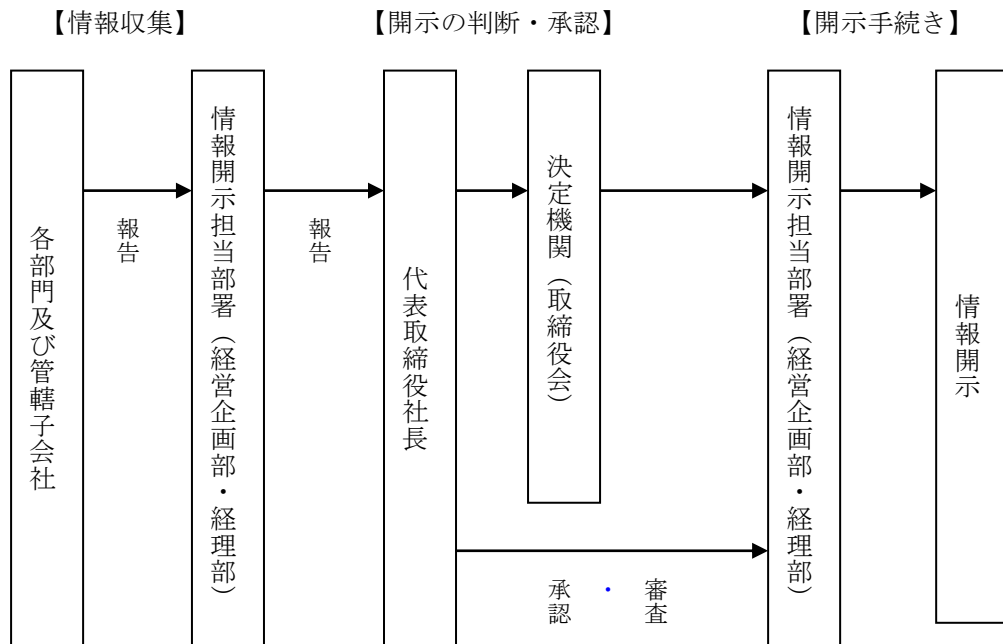 【情報収集】
【開示の判断・承認】
【開示手続き】
各部門及び管轄子会社
報告
情報開示担当部署（経営企画部・経理部）
報告
代表取締役社長
決定機関（取締役会）
承認・審査
情報開示担当部署（経営企画部・経理部）
情報開示